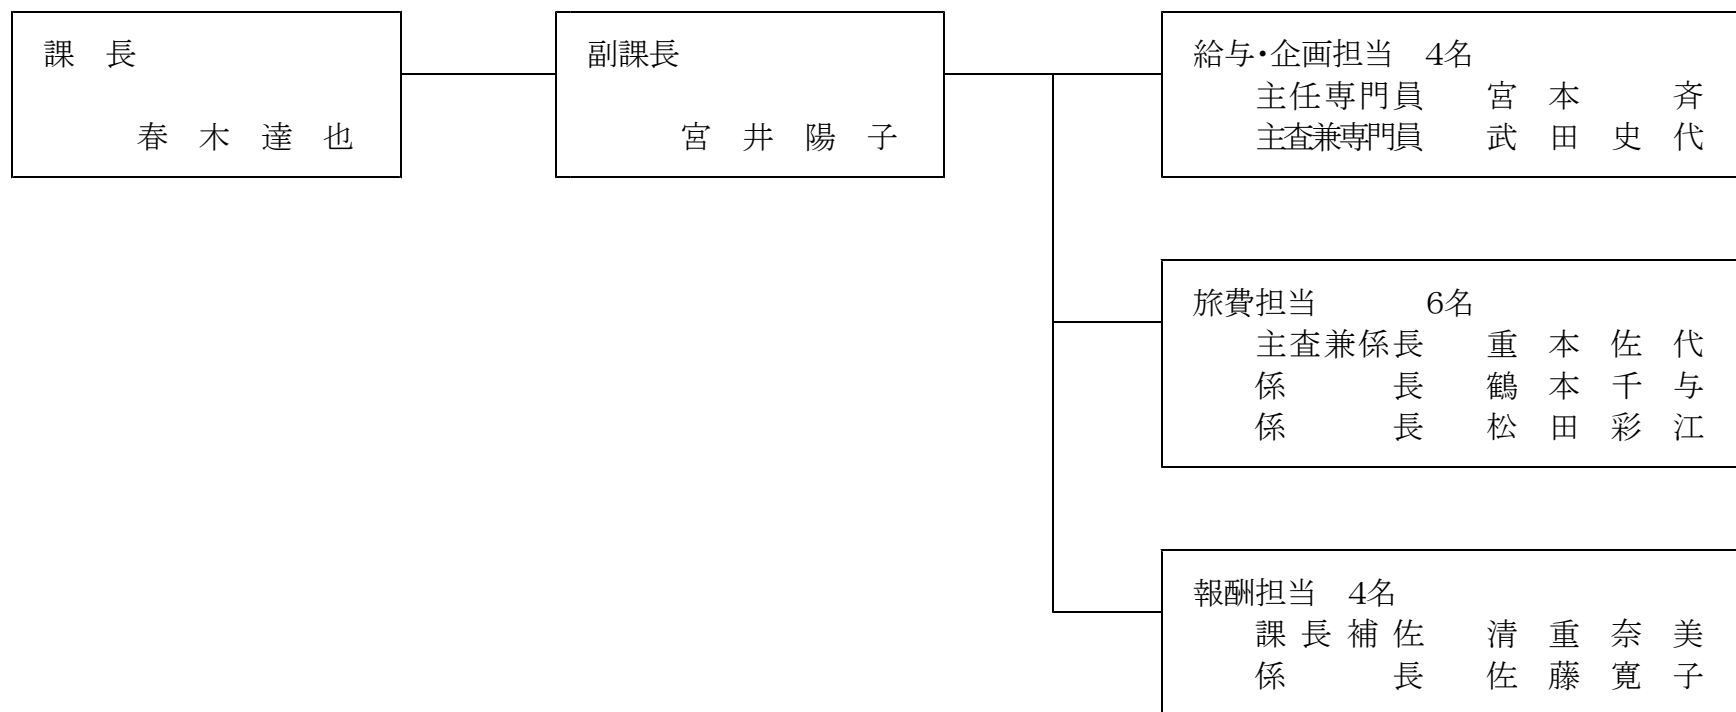 課　長
春　木　達　也
副課長
宮　井　陽　子
給与・企画担当　4名
主任専門員　宮　本　　　斉
主査兼専門員　武　田　史　代
旅費担当　　　　6名
主査兼係長　重　本　佐　代
係　　　長　鶴　本　千　与
係　　　長　松　田　彩　江
報酬担当　4名
課長補佐　清　重　奈　美
係　　　長　佐　藤　寛　子